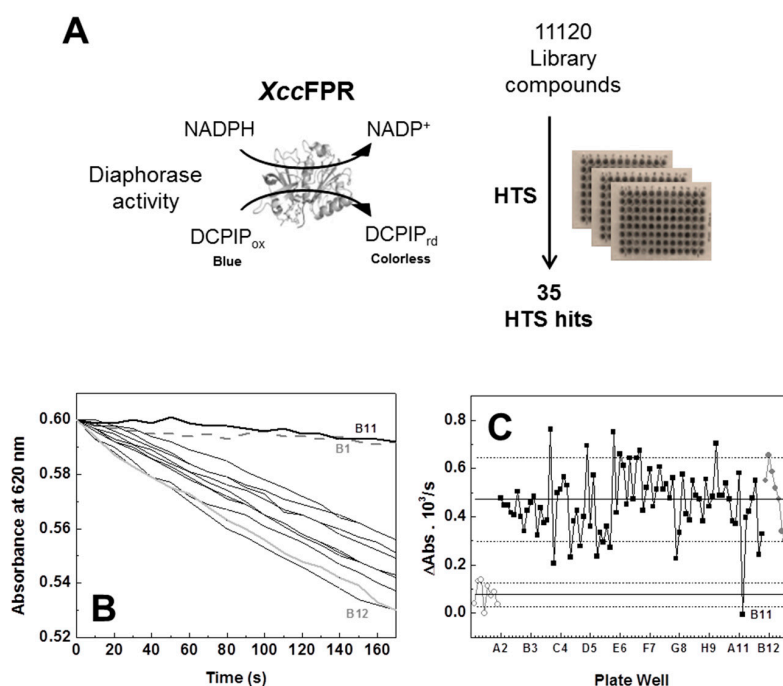 A
11120
Library
compounds
XccFPR
NADPH
NADP+
Diaphorase
activity
HTS
DCPIPox
DCPIPrd
Blue
Colorless
35
HTS hits
Absorbance at 620 nm
0.60
0.58
0.56
0.54
0.52
B11
B1
B12
B
0 20 40 60 80 100 120 140 160
Time (s)
ΔAbs . 10³/s
0.8
0.6
0.4
0.2
0.0
C
B11
A2 B3 C4 D5 E6 F7 G8 H9 A11 B12
Plate Well